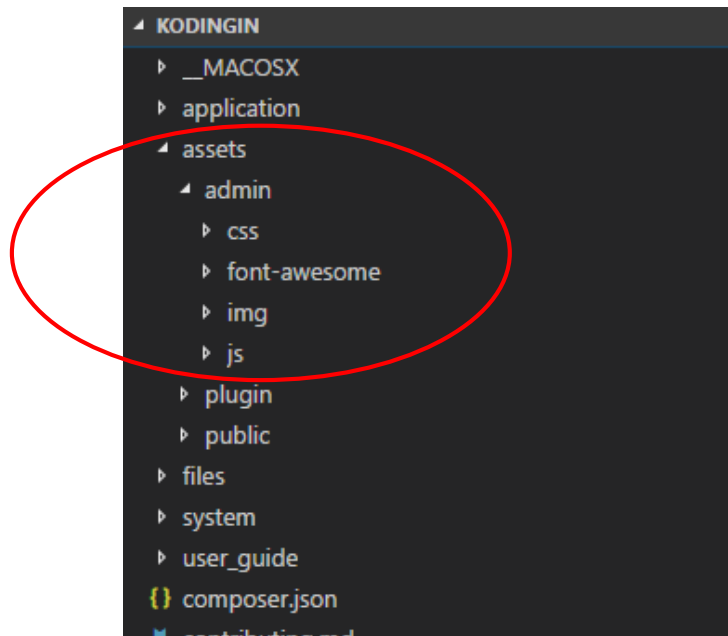 KODINGIN
__MACOSX
application
assets
admin
css
font-awesome
img
js
plugin
public
files
system
user_guide
{} composer.json